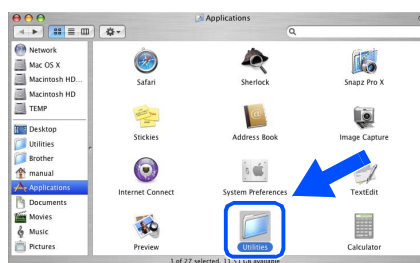 Applications
Network
Mac OS X
Macintosh HD...
Macintosh HD
TEMP
Desktop
Utilities
Brother
manual
Applications
Documents
Movies
Music
Pictures
Safari
Sherlock
Snapz Pro X
Stickies
Address Book
Image Capture
Internet Connect
System Preferences
TextEdit
Preview
Utilities
Calculator
1 of 27 selected, 11.51 GB available